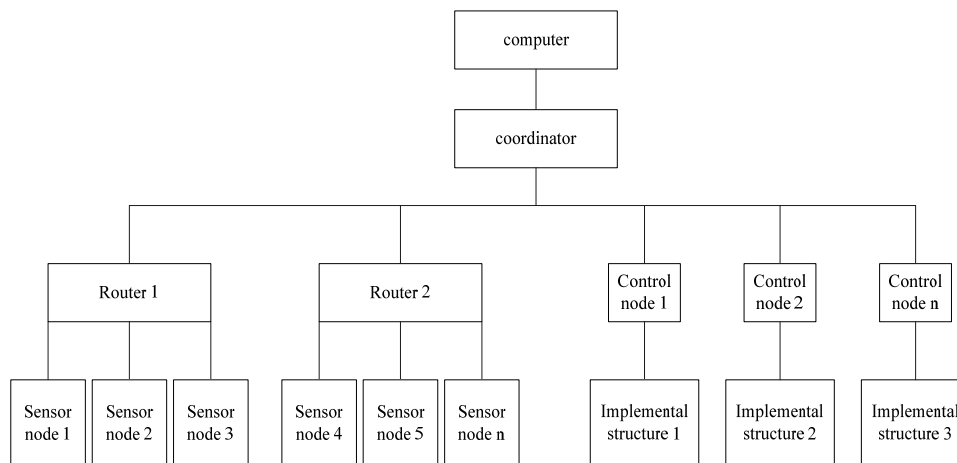 computer
coordinator
Router 1
Router 2
Control
node 1
Control
node 2
Control
node n
Sensor
node 1
Sensor
node 2
Sensor
node 3
Sensor
node 4
Sensor
node 5
Sensor
node n
Implemental
structure 1
Implemental
structure 2
Implemental
structure 3